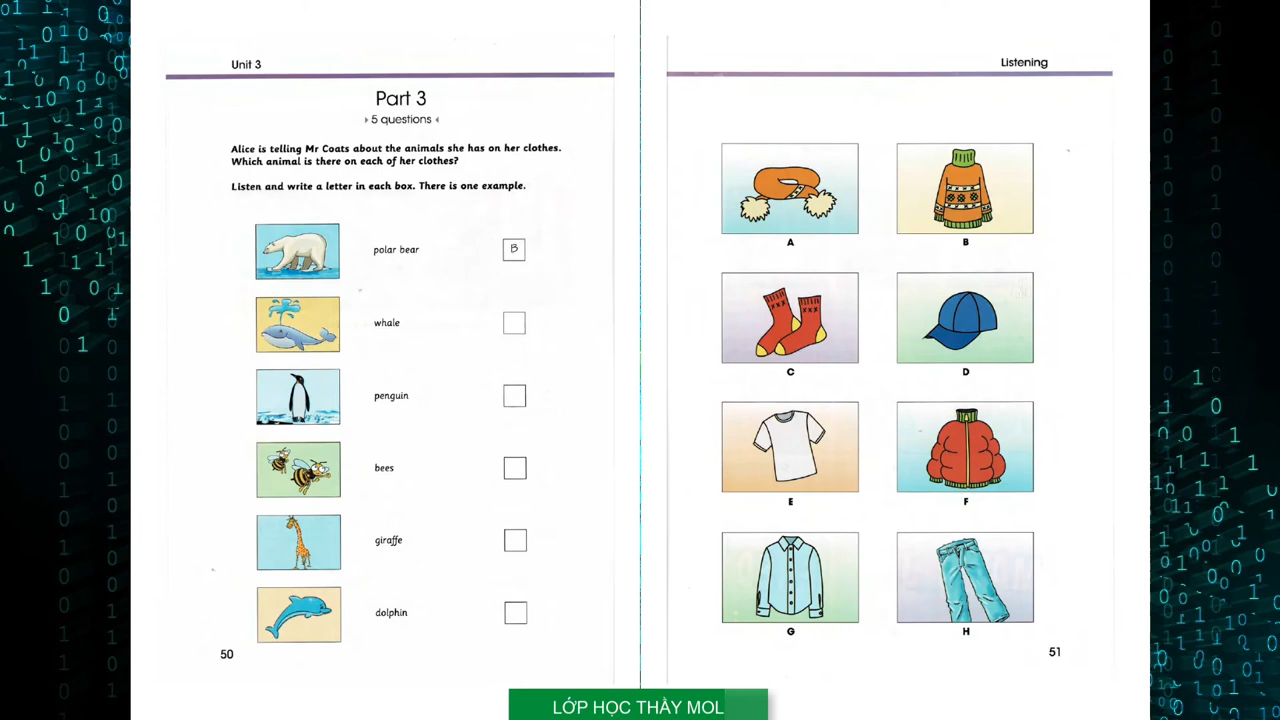 Unit 3
Part 3
5 questions
Alice is telling Mr Coats about the animals she has on her clothes.
Which animal is there on each of her clothes?
Listen and write a letter in each box. There is one example.
polar bear B
whale
penguin
bees
giraffe
dolphin
50
Listening
A B
C D
E F
G H
51
LỚP HỌC THẦY MOL